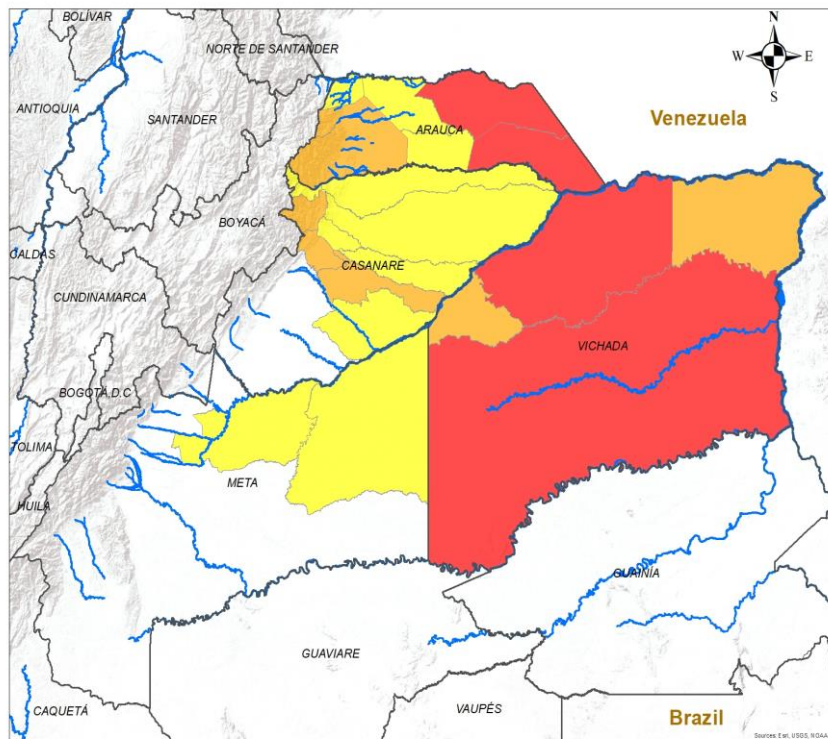 BOLÍVAR
N
NORTE DE SANTANDER
W
E
S
ANTIOQUIA
SANTANDER
Venezuela
ARAUCA
BOYACÁ
CALDAS
CASANARE
CUNDINAMARCA
VICHADA
BOGOTÁ D.C
TOLIMA
META
HUILA
GUAINÍA
GUAVIARE
CAQUETÁ
VAUPÉS
Brazil
Sources: Esri, USGS, NOAA